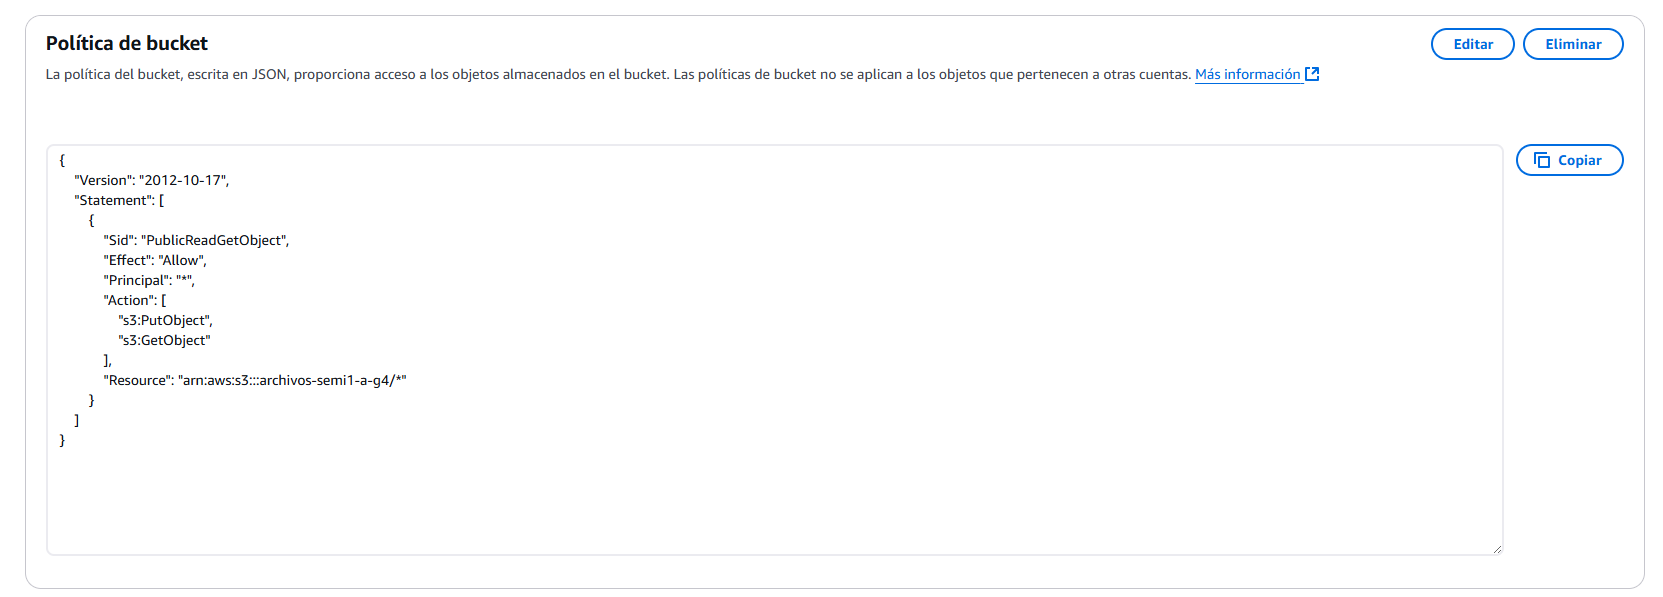 Política de bucket
Editar
Eliminar
La política del bucket, escrita en JSON, proporciona acceso a los objetos almacenados en el bucket. Las políticas de bucket no se aplican a los objetos que pertenecen a otras cuentas. Más información
Copiar
{
"Version": "2012-10-17",
"Statement": [
{
"Sid": "PublicReadGetObject",
"Effect": "Allow",
"Principal": "*",
"Action": [
"s3:PutObject",
"s3:GetObject"
],
"Resource": "arn:aws:s3:::archivos-semi1-a-g4/*"
}
]
}